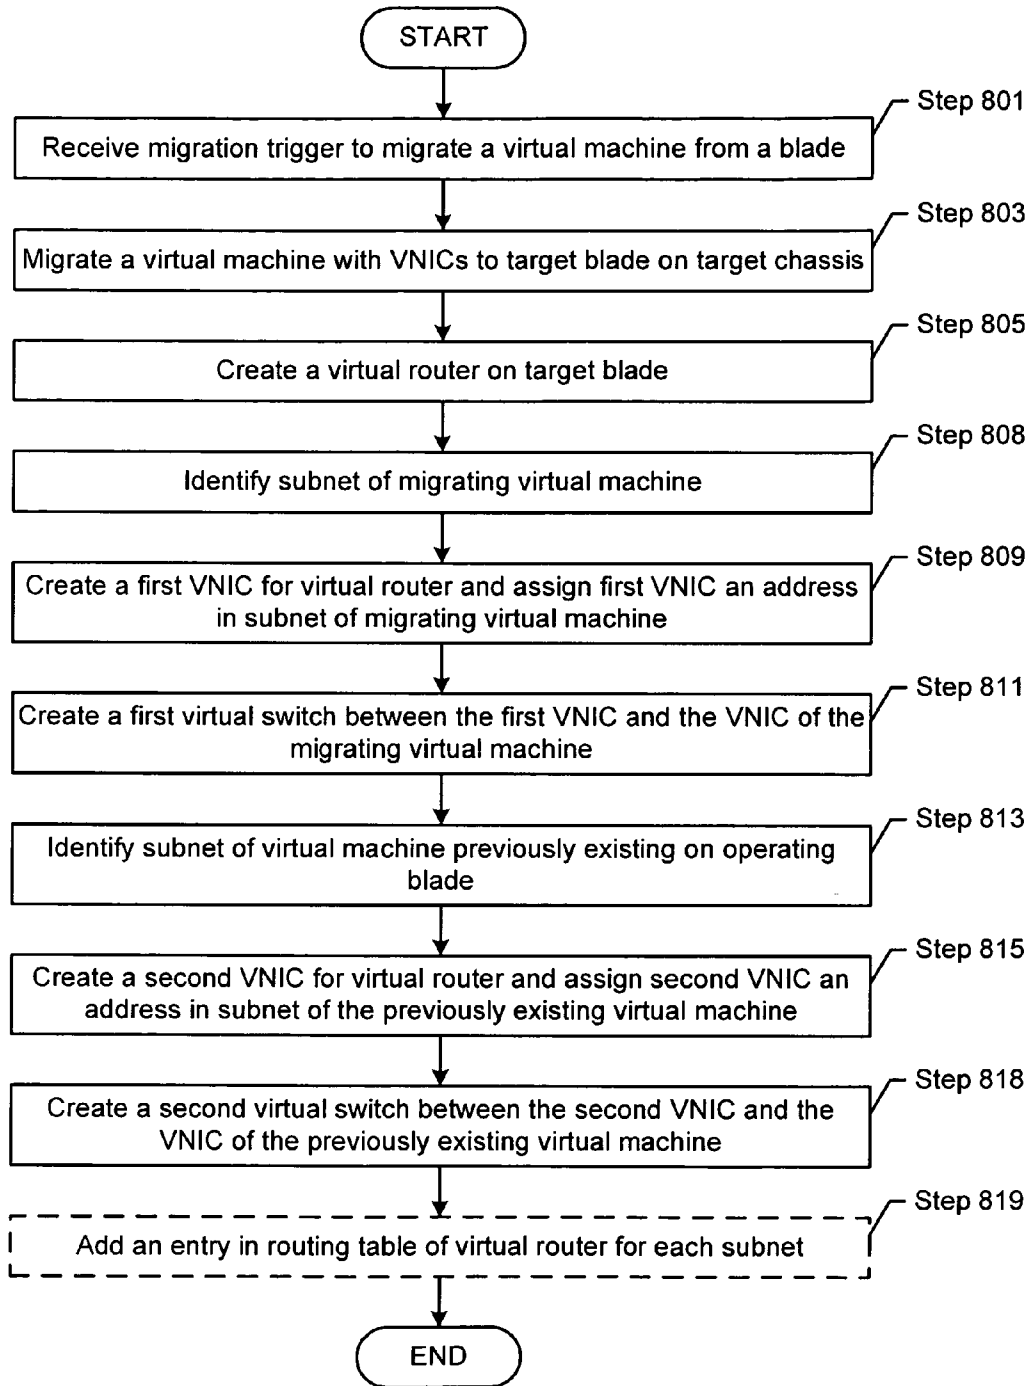 START
Step 801
Receive migration trigger to migrate a virtual machine from a blade
Step 803
Migrate a virtual machine with VNICs to target blade on target chassis
Step 805
Create a virtual router on target blade
Step 808
Identify subnet of migrating virtual machine
Step 809
Create a first VNIC for virtual router and assign first VNIC an address
in subnet of migrating virtual machine
Step 811
Create a first virtual switch between the first VNIC and the VNIC of the
migrating virtual machine
Step 813
Identify subnet of virtual machine previously existing on operating
blade
Step 815
Create a second VNIC for virtual router and assign second VNIC an
address in subnet of the previously existing virtual machine
Step 818
Create a second virtual switch between the second VNIC and the
VNIC of the previously existing virtual machine
Step 819
Add an entry in routing table of virtual router for each subnet
END